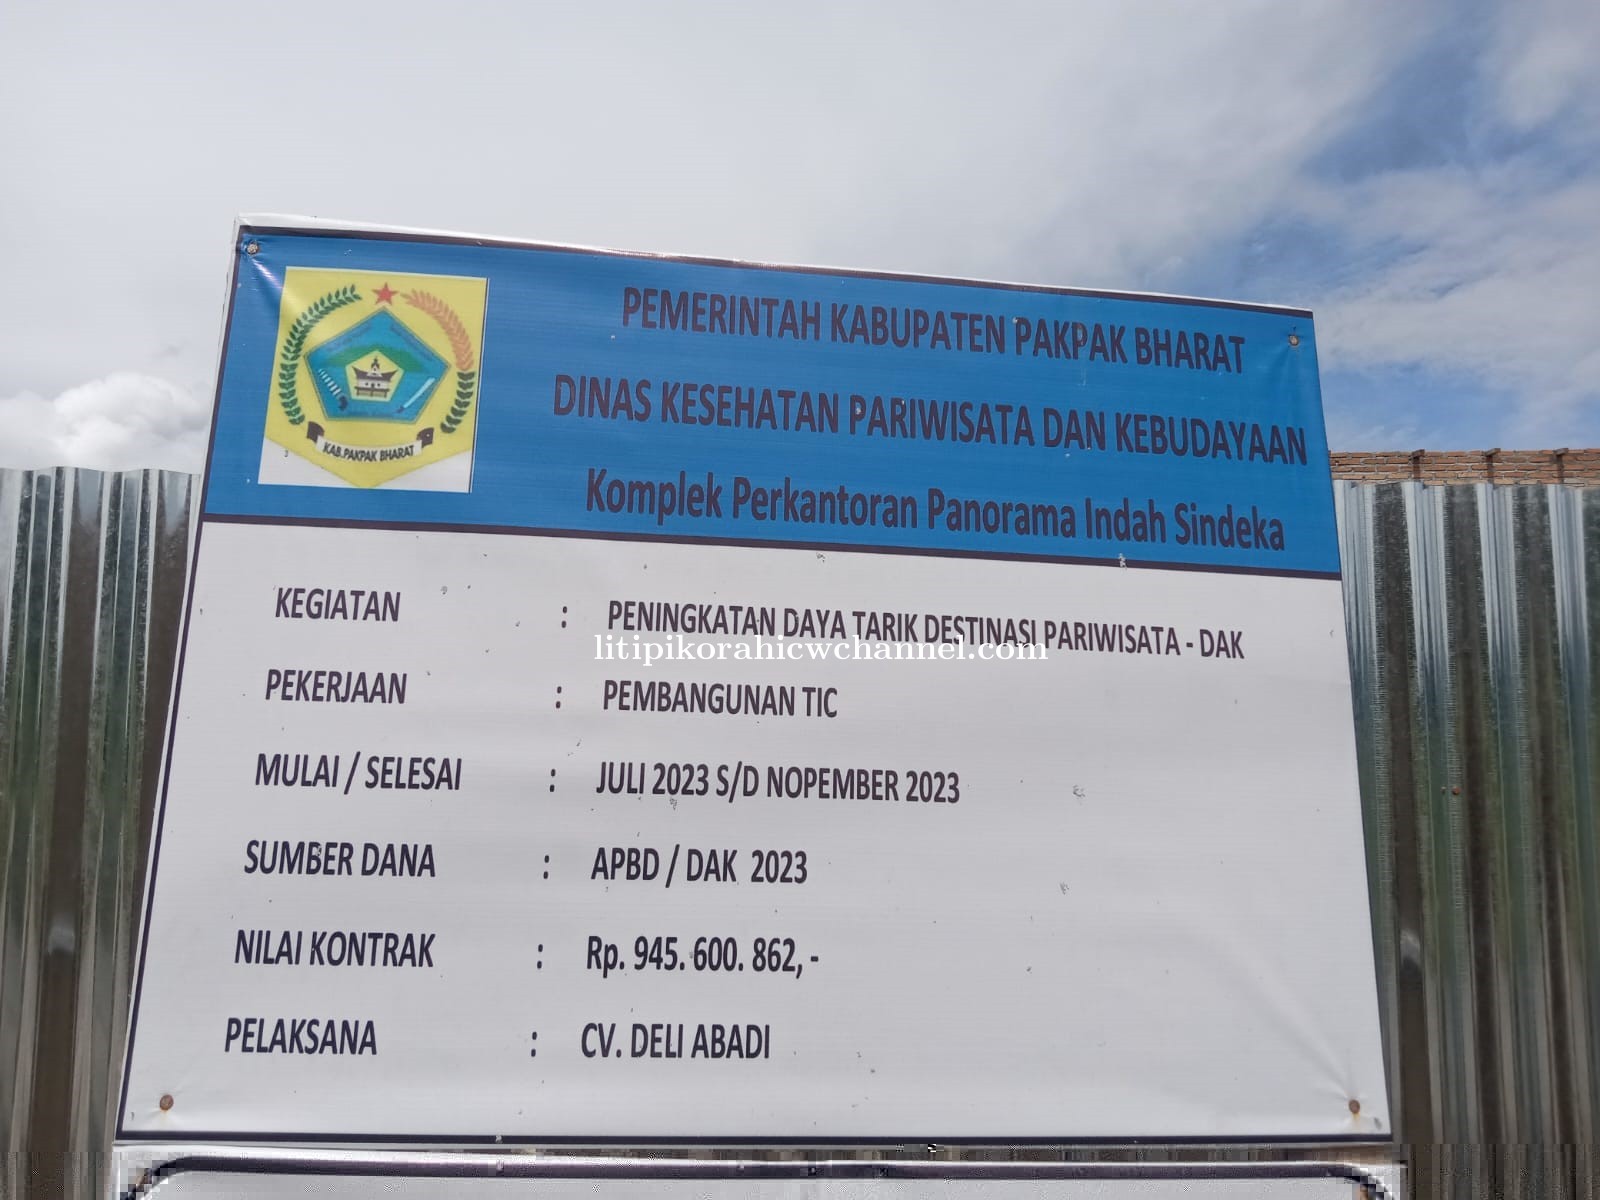 PEMERINTAH KABUPATEN PAKPAK BHARAT
DINAS KESEHATAN PARIWISATA DAN KEBUDAYAAN
Komplek Perkantoran Panorama Indah Sindeka
KAB.PAKPAK BHARAT
KEGIATAN : PENINGKATAN DAYA TARIK DESTINASI PARIWISATA - DAK
litipikorahicwchannel.com
PEKERJAAN : PEMBANGUNAN TIC
MULAI / SELESAI : JULI 2023 S/D NOPEMBER 2023
SUMBER DANA : APBD / DAK 2023
NILAI KONTRAK : Rp. 945. 600. 862, -
PELAKSANA : CV. DELI ABADI